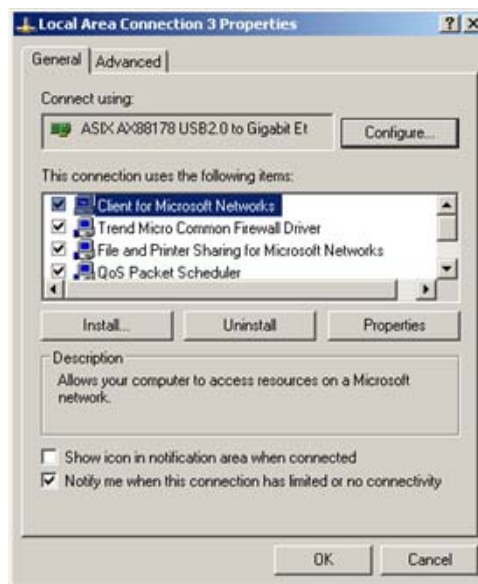 Local Area Connection 3 Properties
General
Advanced
Connect using:
ASIX AX88178 USB2.0 to Gigabit Et
Configure...
This connection uses the following items:
Client for Microsoft Networks
Trend Micro Common Firewall Driver
File and Printer Sharing for Microsoft Networks
QoS Packet Scheduler
Install...
Uninstall
Properties
Description
Allows your computer to access resources on a Microsoft
network.
Show icon in notification area when connected
Notify me when this connection has limited or no connectivity
OK
Cancel